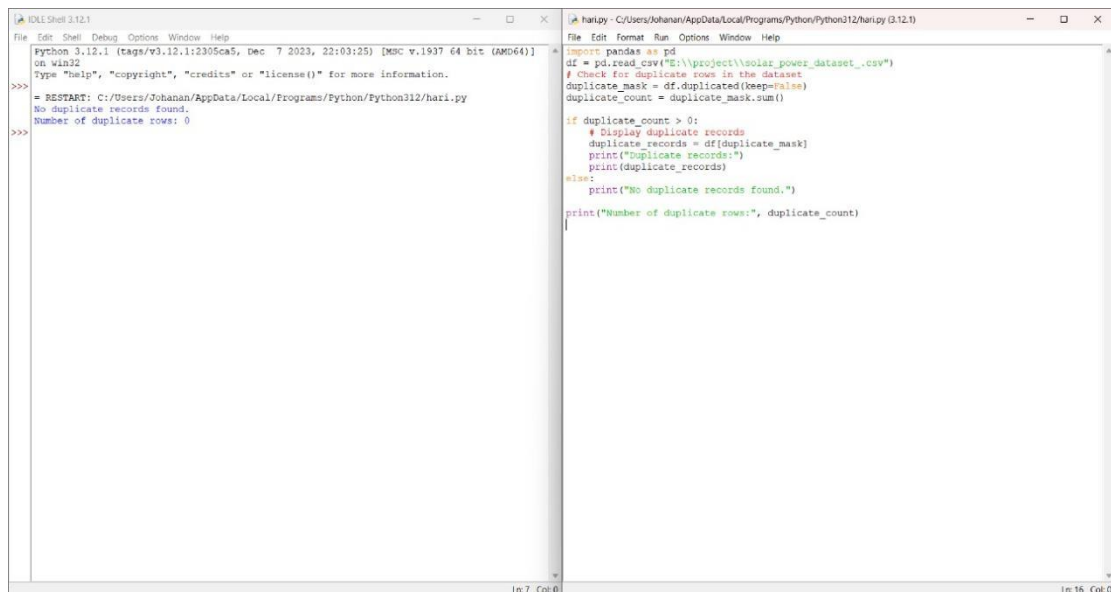 IDLE Shell 3.12.1
File Edit Shell Debug Options Window Help
Python 3.12.1 (tags/v3.12.1:2305ca5, Dec  7 2023, 22:03:25) [MSC v.1937 64 bit (AMD64)]
on win32
Type "help", "copyright", "credits" or "license()" for more information.
>>>
= RESTART: C:/Users/Johanan/AppData/Local/Programs/Python/Python312/hari.py
No duplicate records found.
Number of duplicate rows: 0
>>>
Ln: 7 Col: 0
hari.py - C:/Users/Johanan/AppData/Local/Programs/Python/Python312/hari.py (3.12.1)
File Edit Format Run Options Window Help
import pandas as pd
df = pd.read_csv("E:\\project\\solar_power_dataset_.csv")
# Check for duplicate rows in the dataset
duplicate_mask = df.duplicated(keep=False)
duplicate_count = duplicate_mask.sum()
if duplicate_count > 0:
    # Display duplicate records
    duplicate_records = df[duplicate_mask]
    print("Duplicate records:")
    print(duplicate_records)
else:
    print("No duplicate records found.")
print("Number of duplicate rows:", duplicate_count)
Ln: 16 Col: 0